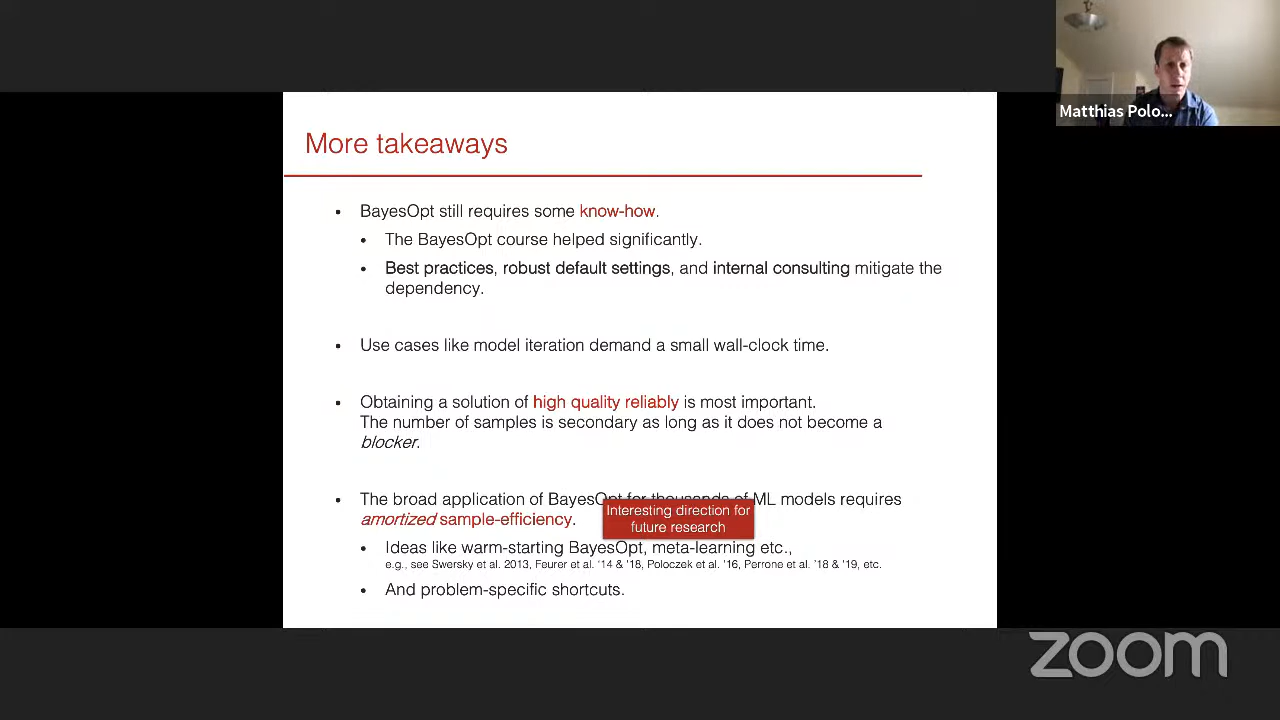 Matthias Polo...
More takeaways
• BayesOpt still requires some know-how.
• The BayesOpt course helped significantly.
• Best practices, robust default settings, and internal consulting mitigate the
dependency.
• Use cases like model iteration demand a small wall-clock time.
• Obtaining a solution of high quality reliably is most important.
The number of samples is secondary as long as it does not become a
blocker.
• The broad application of BayesOpt for thousands of ML models requires
amortized sample-efficiency.
Interesting direction for
future research
• Ideas like warm-starting BayesOpt, meta-learning etc.,
e.g., see Swersky et al. 2013, Feurer et al. '14 & '18, Poloczek et al. '16, Perrone et al. '18 & '19, etc.
• And problem-specific shortcuts.
zoom